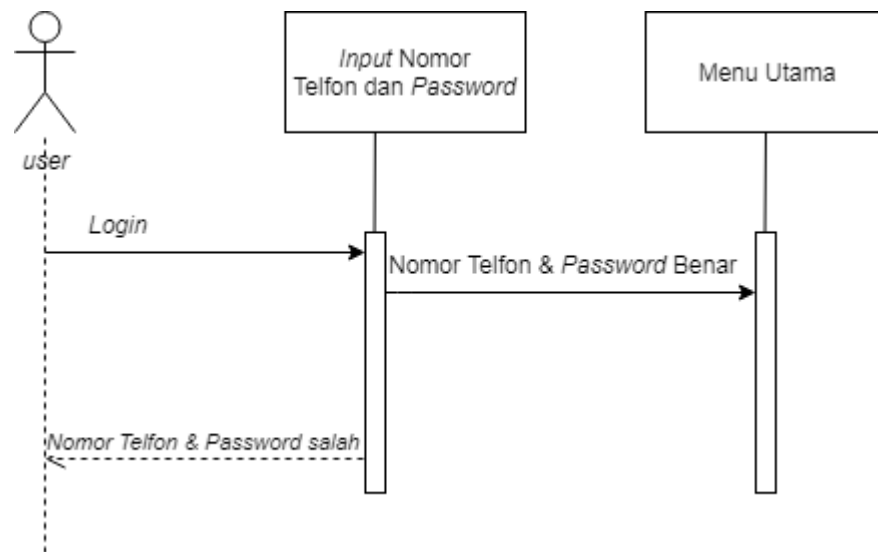 Input Nomor
Telfon dan Password
Menu Utama
user
Login
Nomor Telfon & Password Benar
Nomor Telfon & Password salah